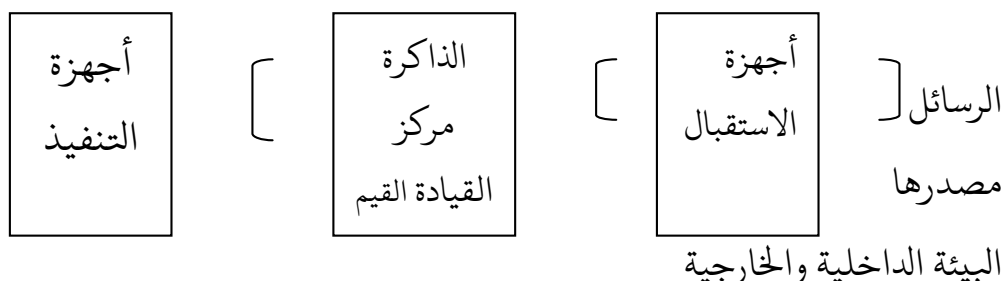 الرسائل
مصدرها
البيئة الداخلية والخارجية
أجهزة
الاستقبال
الذاكرة
مركز
القيادة القيم
أجهزة
التنفيذ